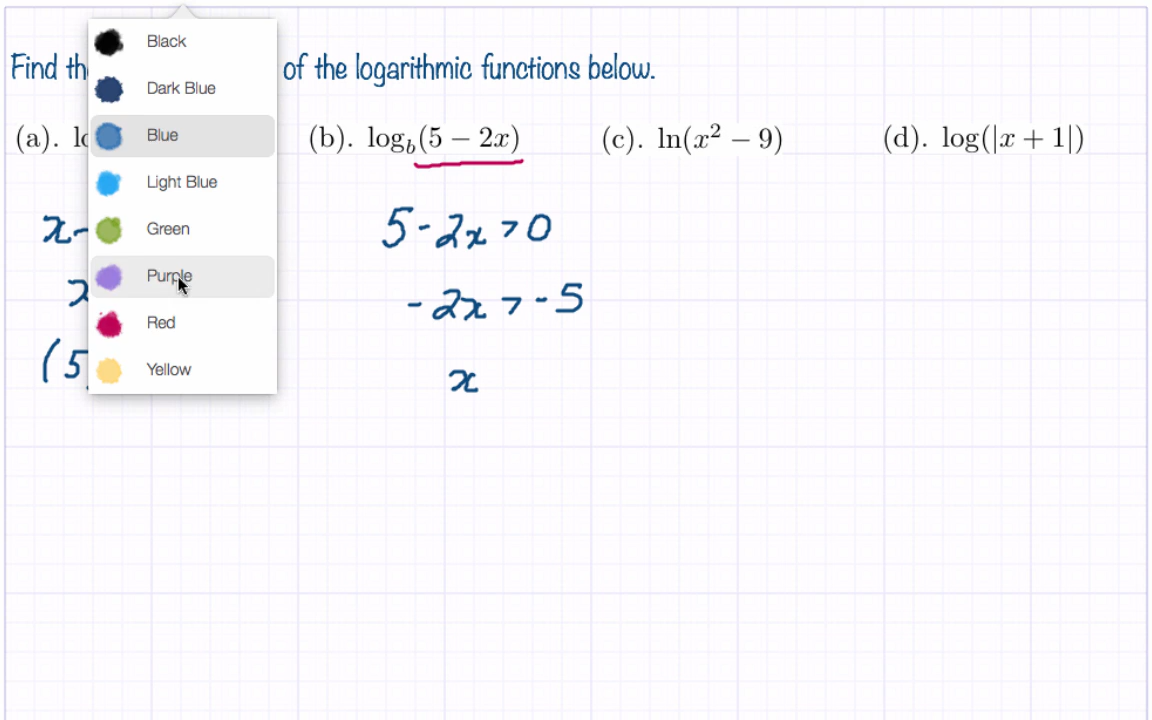 Black
Find th of the logarithmic functions below.
Dark Blue
(a). lo Blue (b). log_b(5 − 2x) (c). ln(x² − 9) (d). log(|x + 1|)
Light Blue
x- Green 5-2x>0
Purple
x -2x>-5
Red
(5, Yellow x